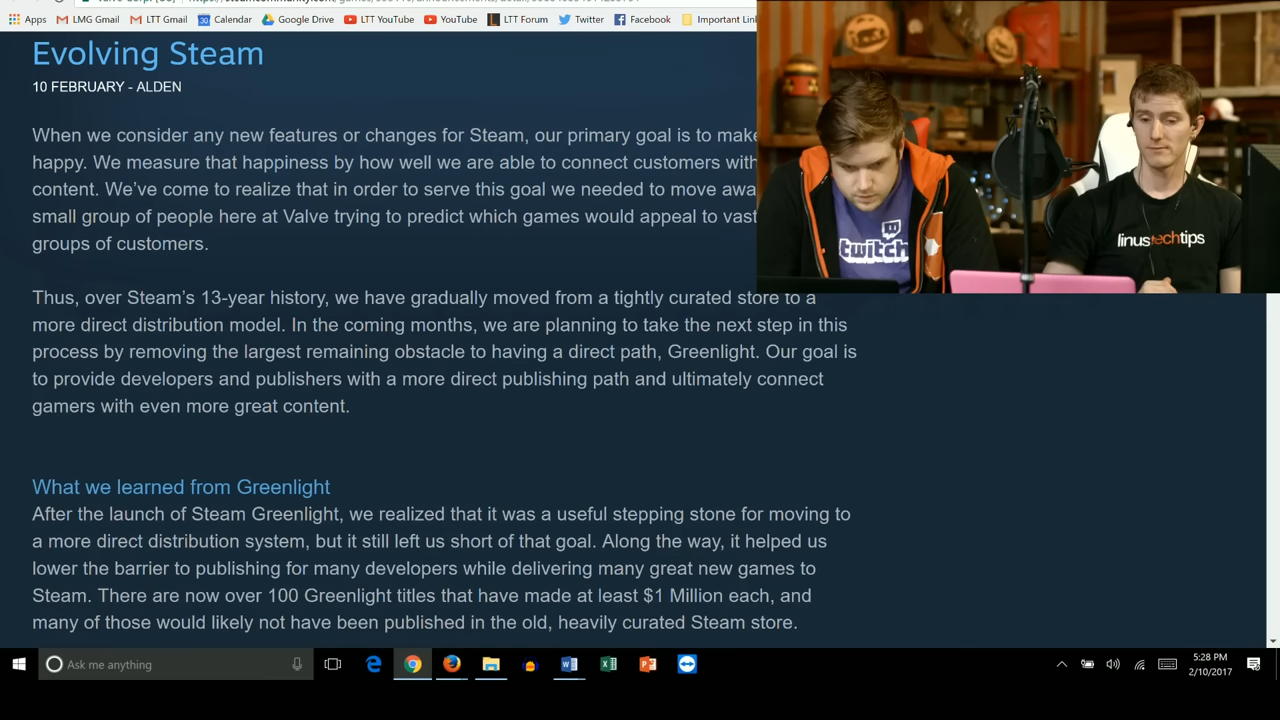 Apps LMG Gmail LTT Gmail Calendar Google Drive LTT YouTube YouTube LTT Forum Twitter Facebook Important Lin
Evolving Steam
10 FEBRUARY - ALDEN
When we consider any new features or changes for Steam, our primary goal is to make
happy. We measure that happiness by how well we are able to connect customers with
content. We've come to realize that in order to serve this goal we needed to move awa
small group of people here at Valve trying to predict which games would appeal to vast
groups of customers.
Thus, over Steam's 13-year history, we have gradually moved from a tightly curated store to a
more direct distribution model. In the coming months, we are planning to take the next step in this
process by removing the largest remaining obstacle to having a direct path, Greenlight. Our goal is
to provide developers and publishers with a more direct publishing path and ultimately connect
gamers with even more great content.
What we learned from Greenlight
After the launch of Steam Greenlight, we realized that it was a useful stepping stone for moving to
a more direct distribution system, but it still left us short of that goal. Along the way, it helped us
lower the barrier to publishing for many developers while delivering many great new games to
Steam. There are now over 100 Greenlight titles that have made at least $1 Million each, and
many of those would likely not have been published in the old, heavily curated Steam store.
twitch
linustechtips
Ask me anything
5:28 PM
2/10/2017